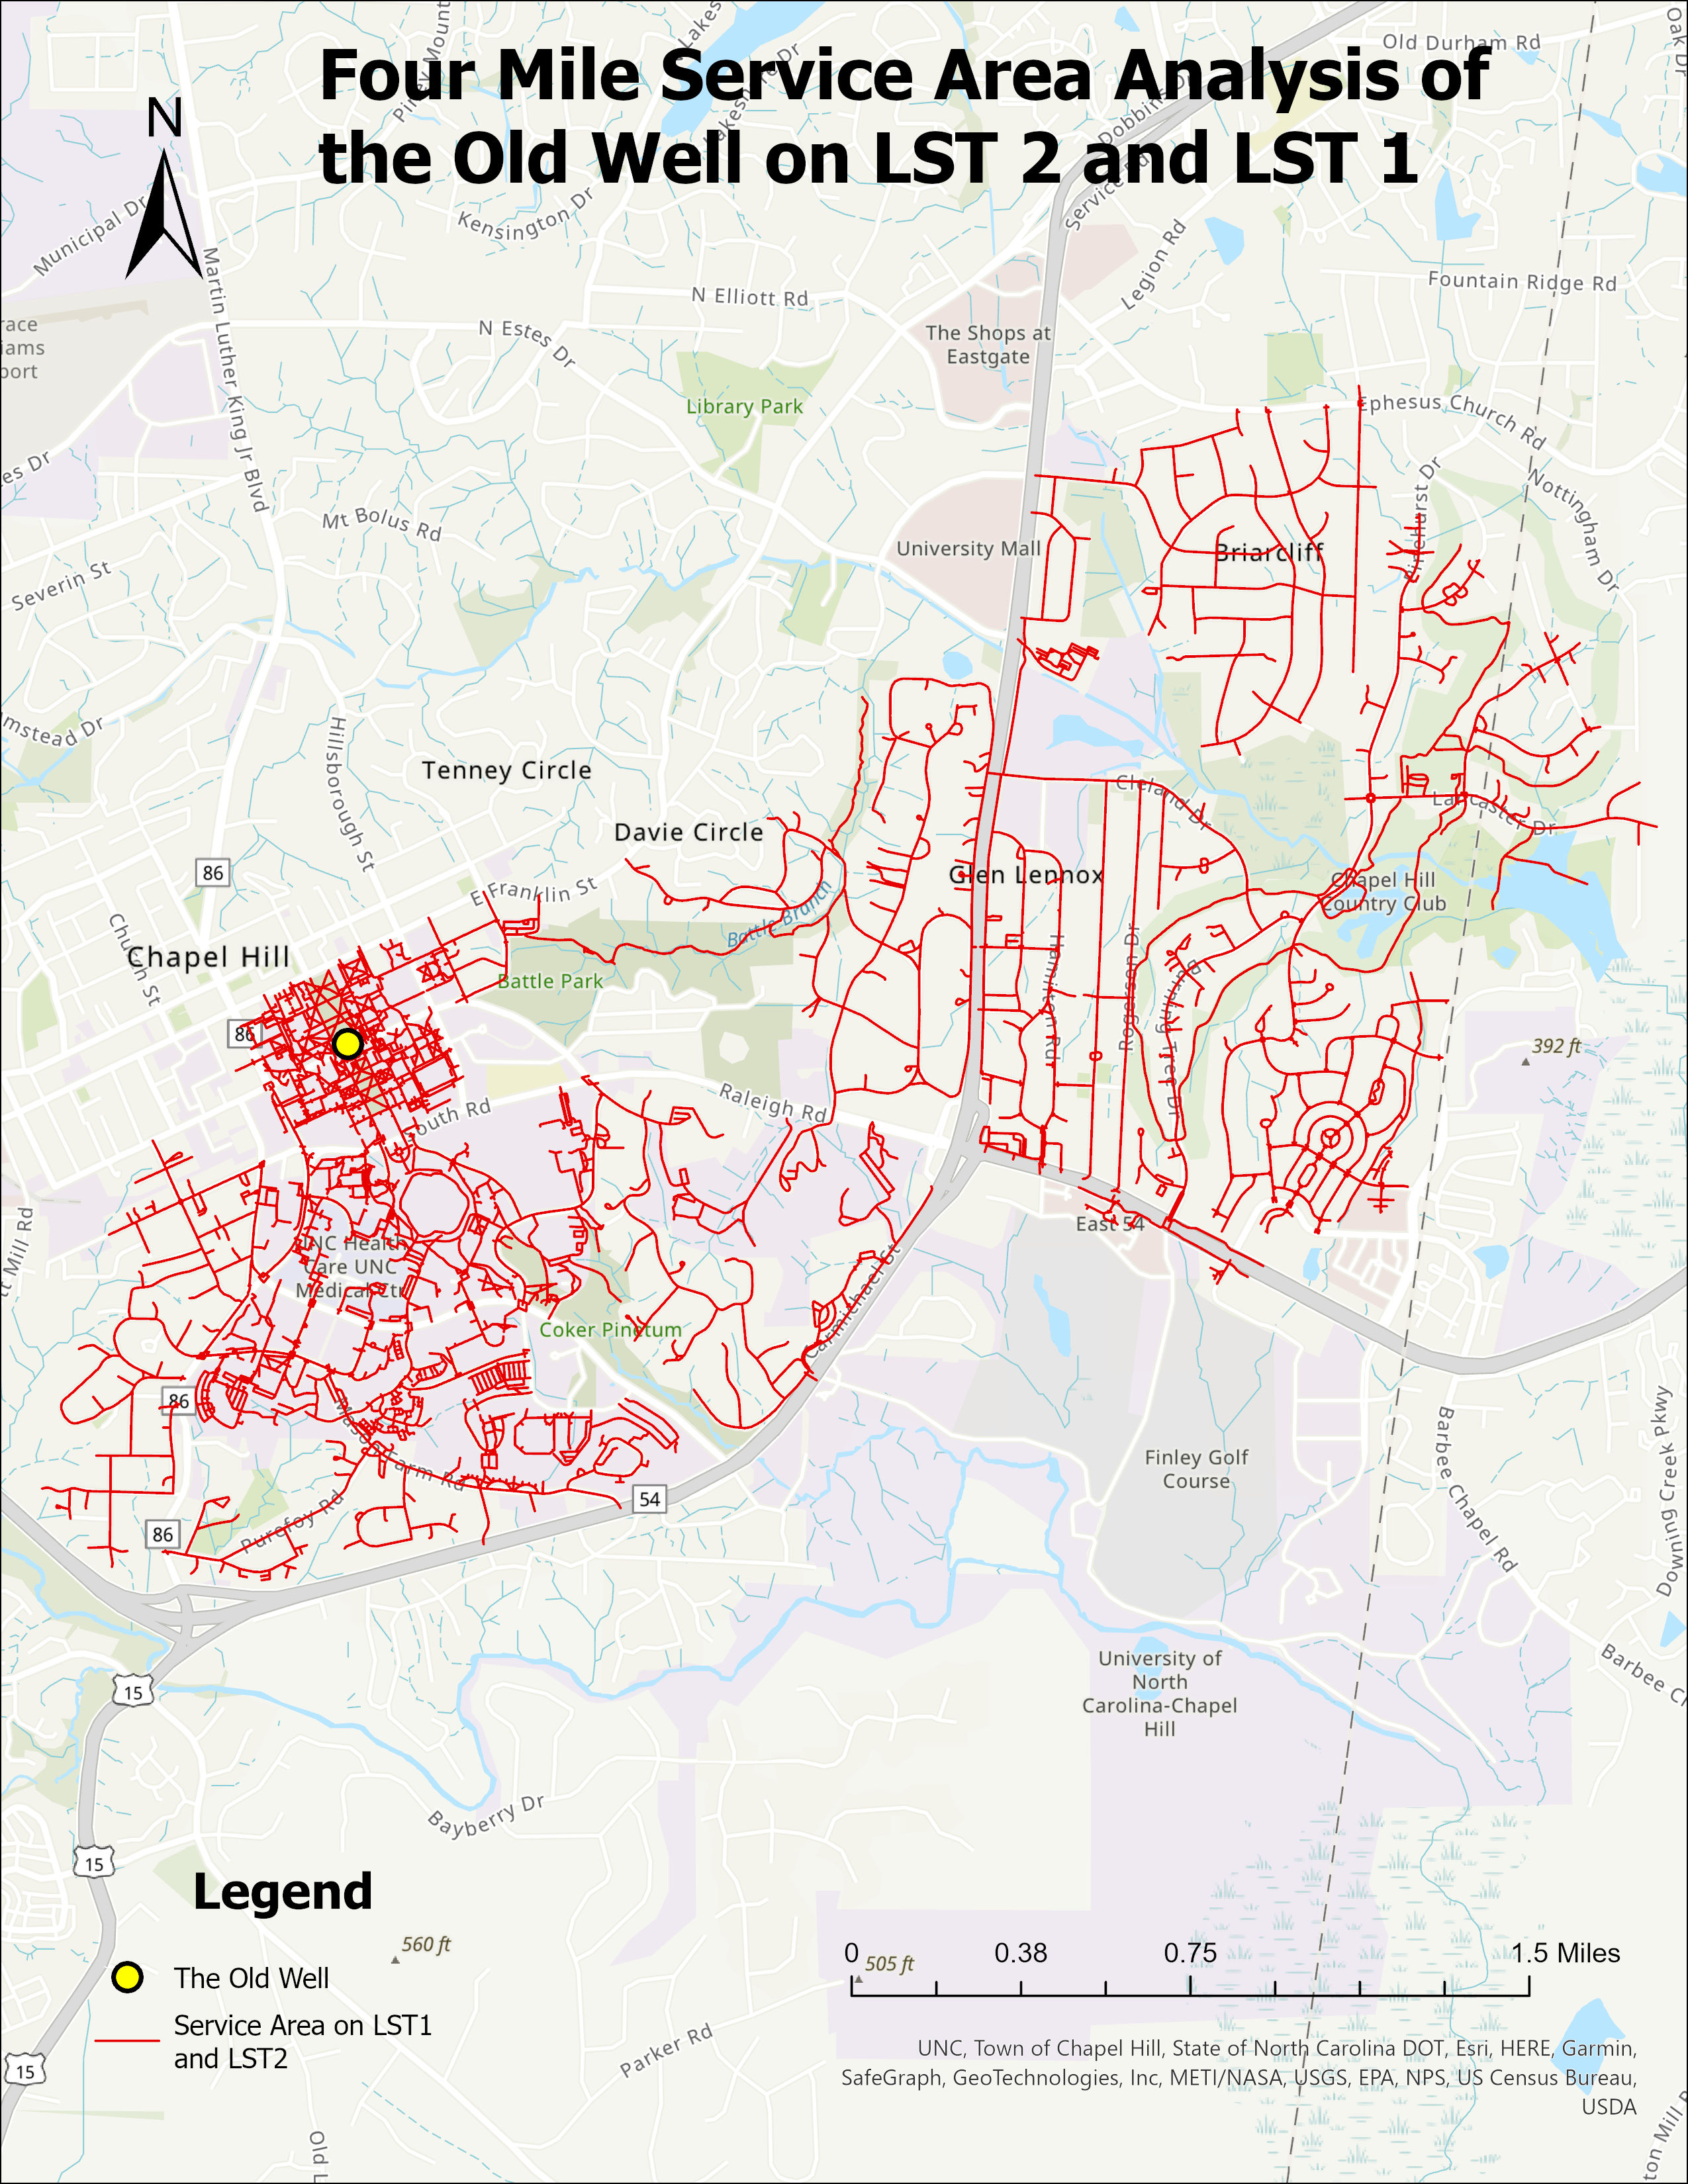 Four Mile Service Area Analysis of
the Old Well on LST 2 and LST 1
N
Old Durham Rd
Oak Dr
Dobbins Dr
Service Rd
Lakeshore Dr
Kensington Dr
Municipal Dr
Martin Luther King Jr Blvd
Legion Rd
Fountain Ridge Rd
N Elliott Rd
N Estes Dr
The Shops at
Eastgate
race
iams
port
Library Park
Ephesus Church Rd
es Dr
Pinehurst Dr
Nottingham Dr
Mt Bolus Rd
University Mall
Briarcliff
Severin St
mstead Dr
Hillsborough St
Tenney Circle
Davie Circle
Cleland Dr
Lancaster Dr
86
E Franklin St
Glen Lennox
Chapel Hill
Country Club
Battle Branch
Church St
Chapel Hill
Battle Park
Hamilton Rd
Rogerson Dr
Burning Tree Dr
86
392 ft
South Rd
Raleigh Rd
t Mill Rd
UNC Health
Care UNC
Medical Ctr
East 54
Carmichael St
Coker Pinetum
86
Mason Farm Rd
Finley Golf
Course
Barbee Chapel Rd
Downing Creek Pkwy
54
86
Purefoy Rd
University of
North
Carolina-Chapel
Hill
Barbee C
15
Bayberry Dr
15
Legend
560 ft
The Old Well
Service Area on LST1
and LST2
0
0.38
0.75
1.5 Miles
505 ft
Parker Rd
15
UNC, Town of Chapel Hill, State of North Carolina DOT, Esri, HERE, Garmin,
SafeGraph, GeoTechnologies, Inc, METI/NASA, USGS, EPA, NPS, US Census Bureau,
USDA
Old L
ton Mill R